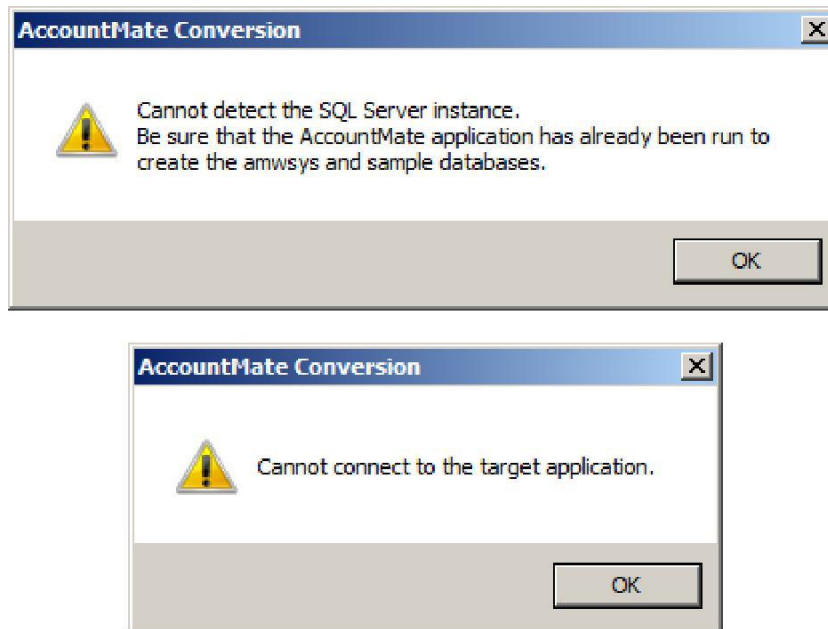 AccountMate Conversion
Cannot detect the SQL Server instance.
Be sure that the AccountMate application has already been run to
create the amwsys and sample databases.
OK
AccountMate Conversion
Cannot connect to the target application.
OK